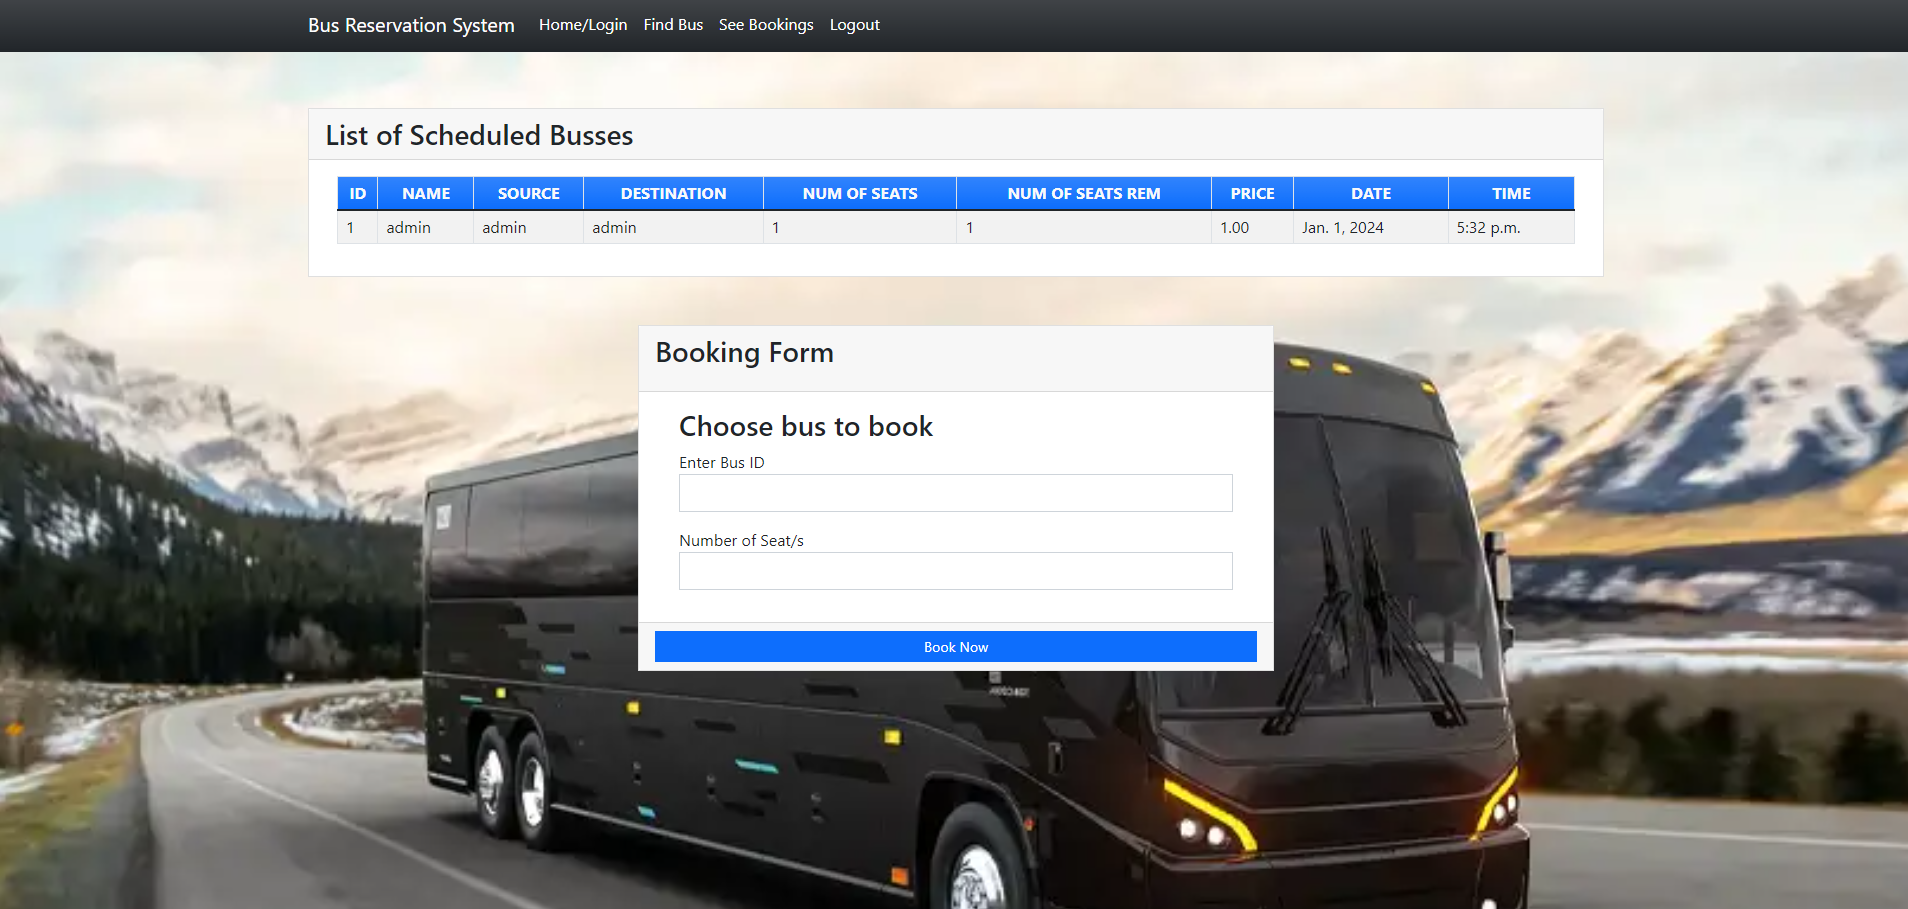 Bus Reservation System Home/Login Find Bus See Bookings Logout
List of Scheduled Busses
ID NAME SOURCE DESTINATION NUM OF SEATS NUM OF SEATS REM PRICE DATE TIME
1 admin admin admin 1 1 1.00 Jan. 1, 2024 5:32 p.m.
Booking Form
Choose bus to book
Enter Bus ID
Number of Seat/s
Book Now